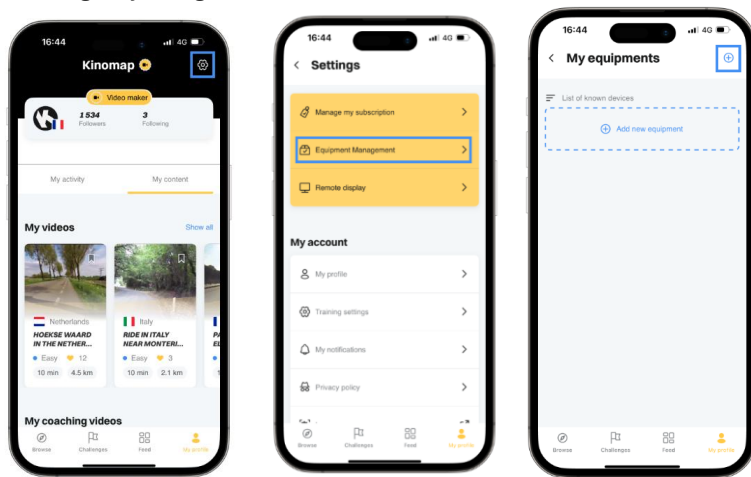 16:44
4G
Kinomap
Video maker
1 534
Followers
3
Following
My activity
My content
My videos
Show all
Netherlands
HOEKSE WAARD
IN THE NETHER...
Easy
12
10 min
4.5 km
Italy
RIDE IN ITALY
NEAR MONTERI...
Easy
3
10 min
2.1 km
My coaching videos
Browse
Challenges
Feed
My profile
16:44
4G
Settings
Manage my subscription
Equipment Management
Remote display
My account
My profile
Training settings
My notifications
Privacy policy
Browse
Challenges
Feed
My profile
16:44
4G
My equipments
List of known devices
Add new equipment
Browse
Challenges
Feed
My profile